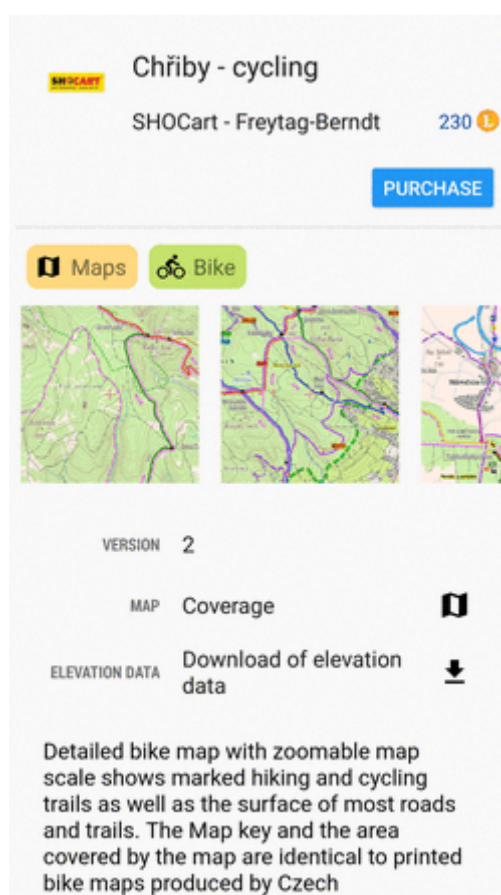 SHOCART
Chřiby - cycling
SHOCart - Freytag-Berndt
230 L
PURCHASE
Maps
Bike
VERSION 2
MAP Coverage
ELEVATION DATA Download of elevation
data
Detailed bike map with zoomable map
scale shows marked hiking and cycling
trails as well as the surface of most roads
and trails. The Map key and the area
covered by the map are identical to printed
bike maps produced by Czech